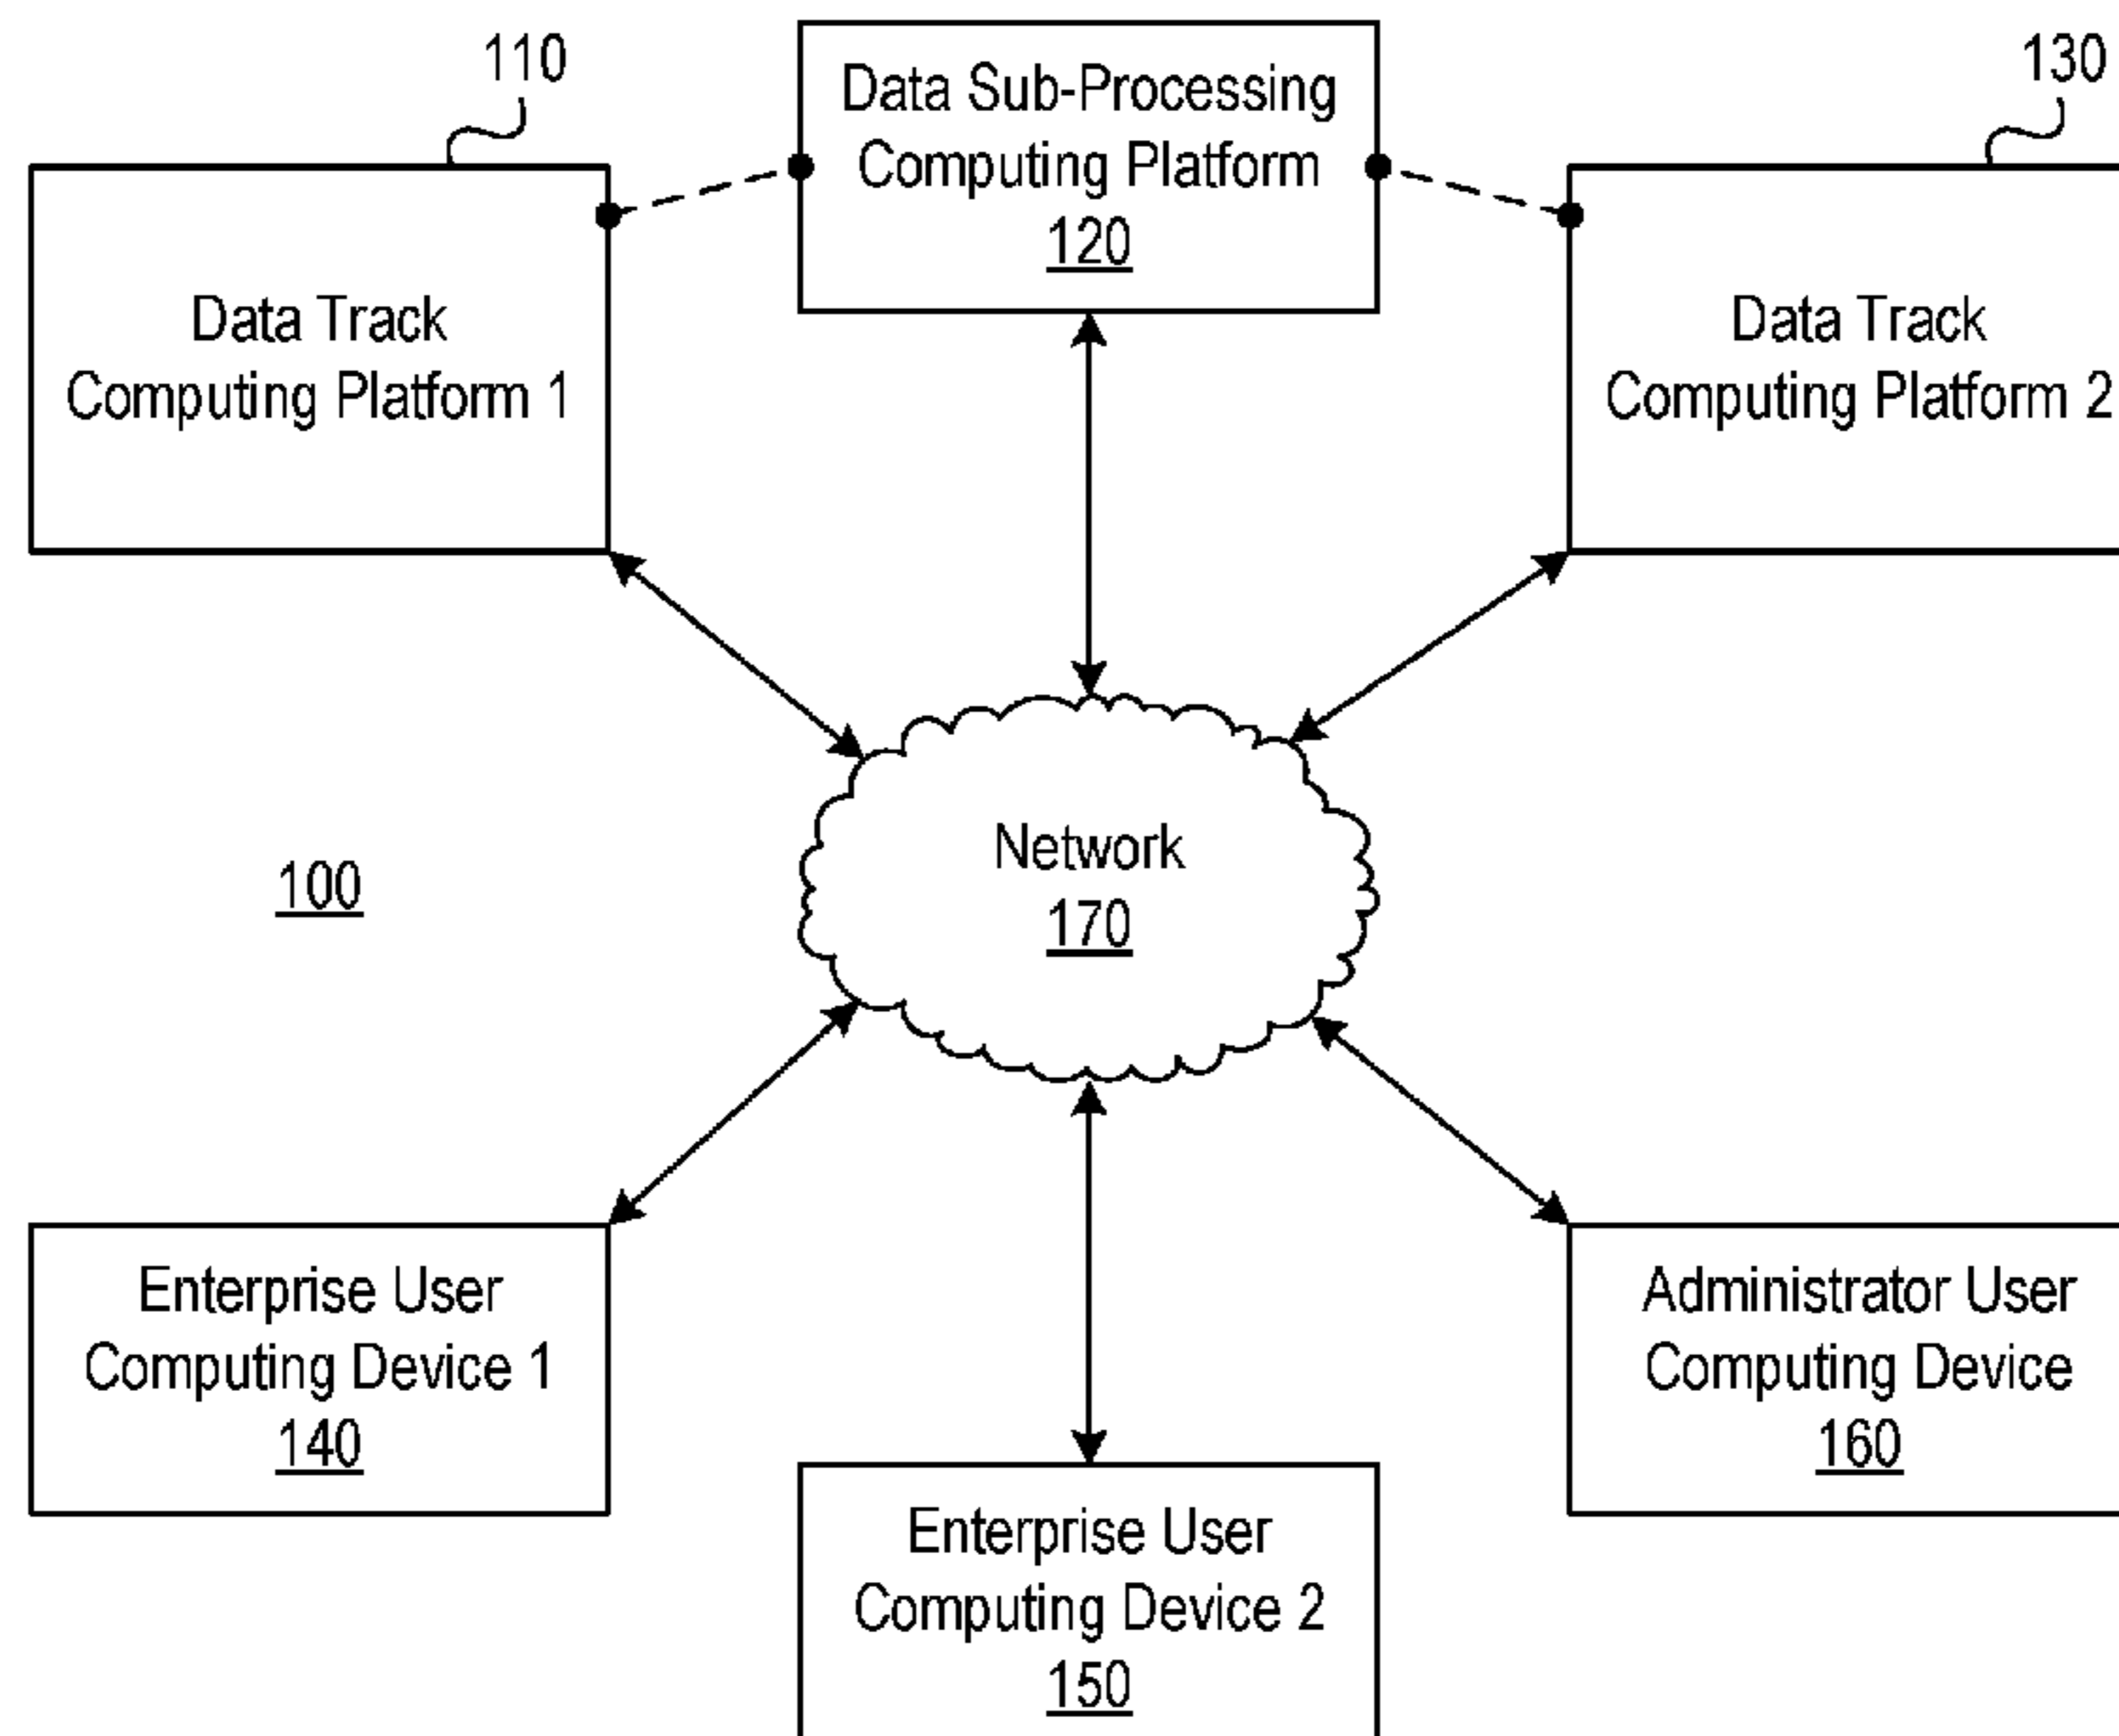 110
Data Sub-Processing
Computing Platform
120
130
Data Track
Computing Platform 1
Data Track
Computing Platform 2
100
Network
170
Enterprise User
Computing Device 1
140
Enterprise User
Computing Device 2
150
Administrator User
Computing Device
160